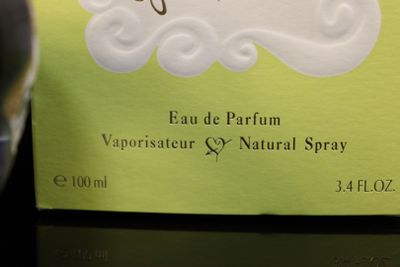 Eau de Parfum
Vaporisateur Natural Spray
℮ 100 ml 3.4 FL.OZ.